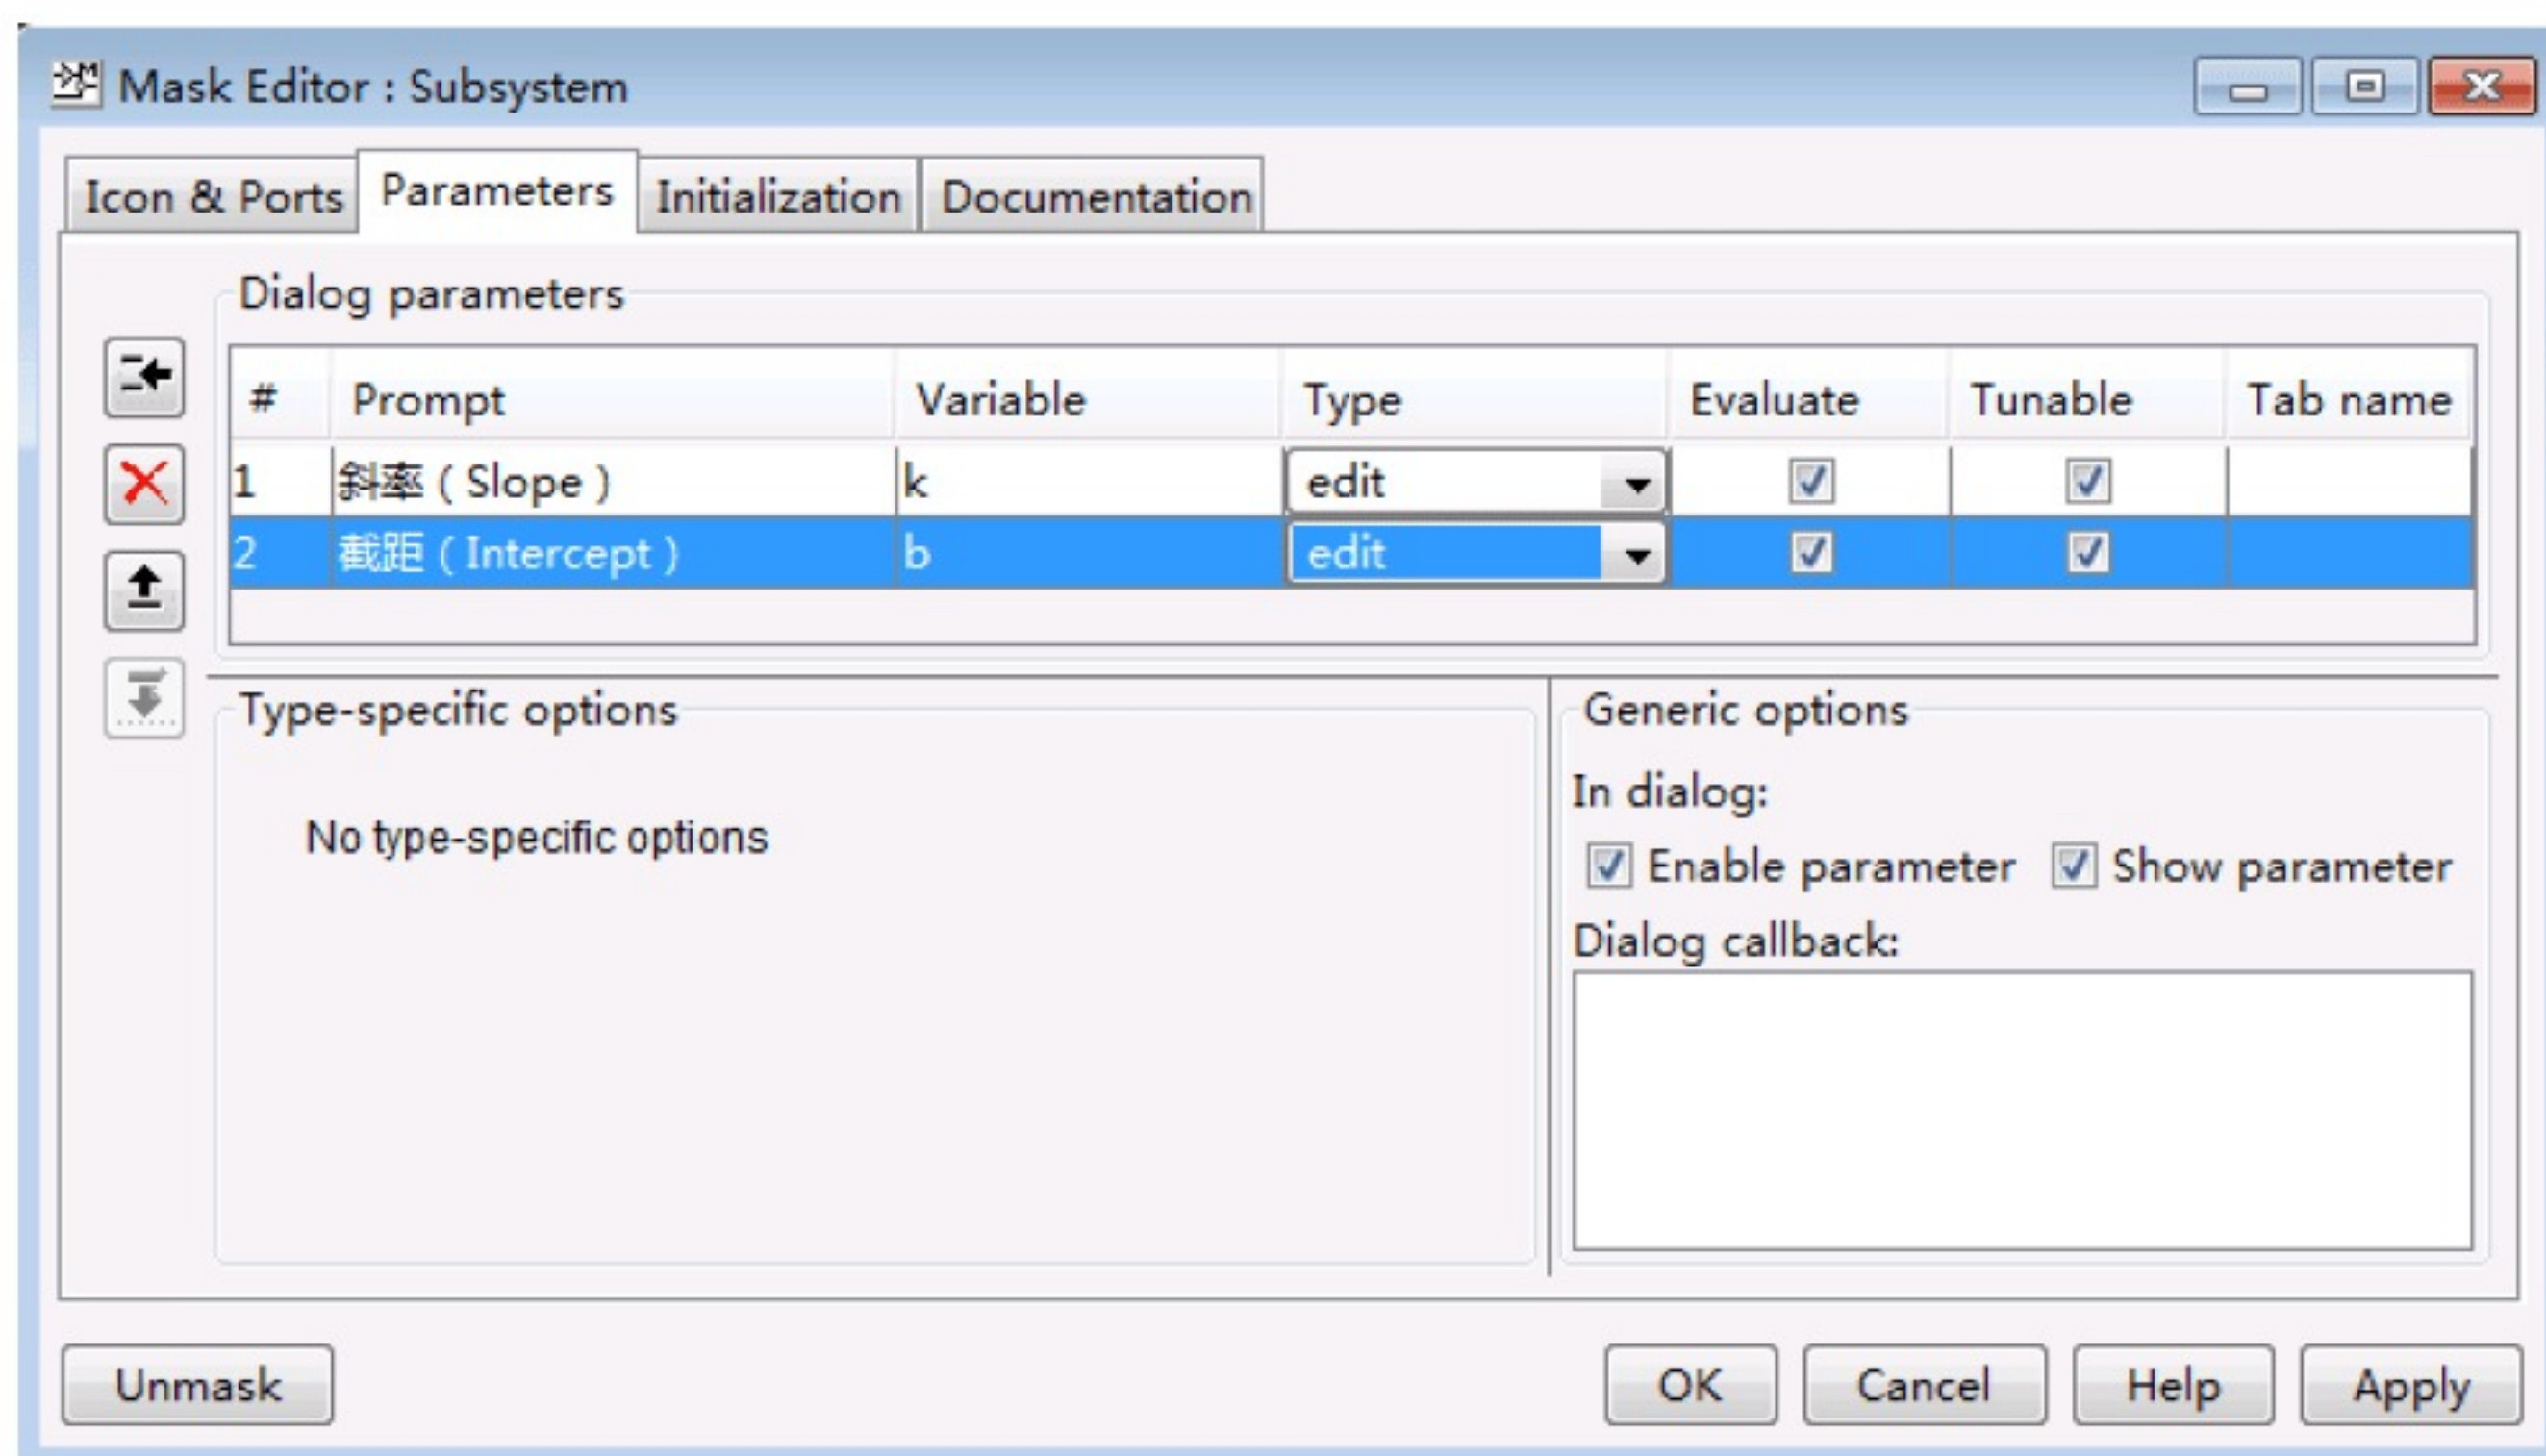 Mask Editor : Subsystem
Icon & Ports Parameters Initialization Documentation
Dialog parameters
# Prompt Variable Type Evaluate Tunable Tab name
1 斜率 ( Slope ) k edit
2 截距 ( Intercept ) b edit
Type-specific options
No type-specific options
Generic options
In dialog:
Enable parameter Show parameter
Dialog callback:
Unmask OK Cancel Help Apply